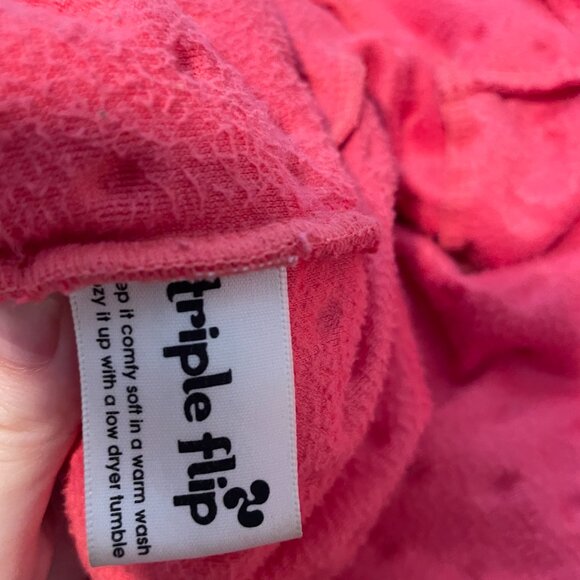 triple flip
ep it comfy soft in a warm wash
zy it up with a low dryer tumble